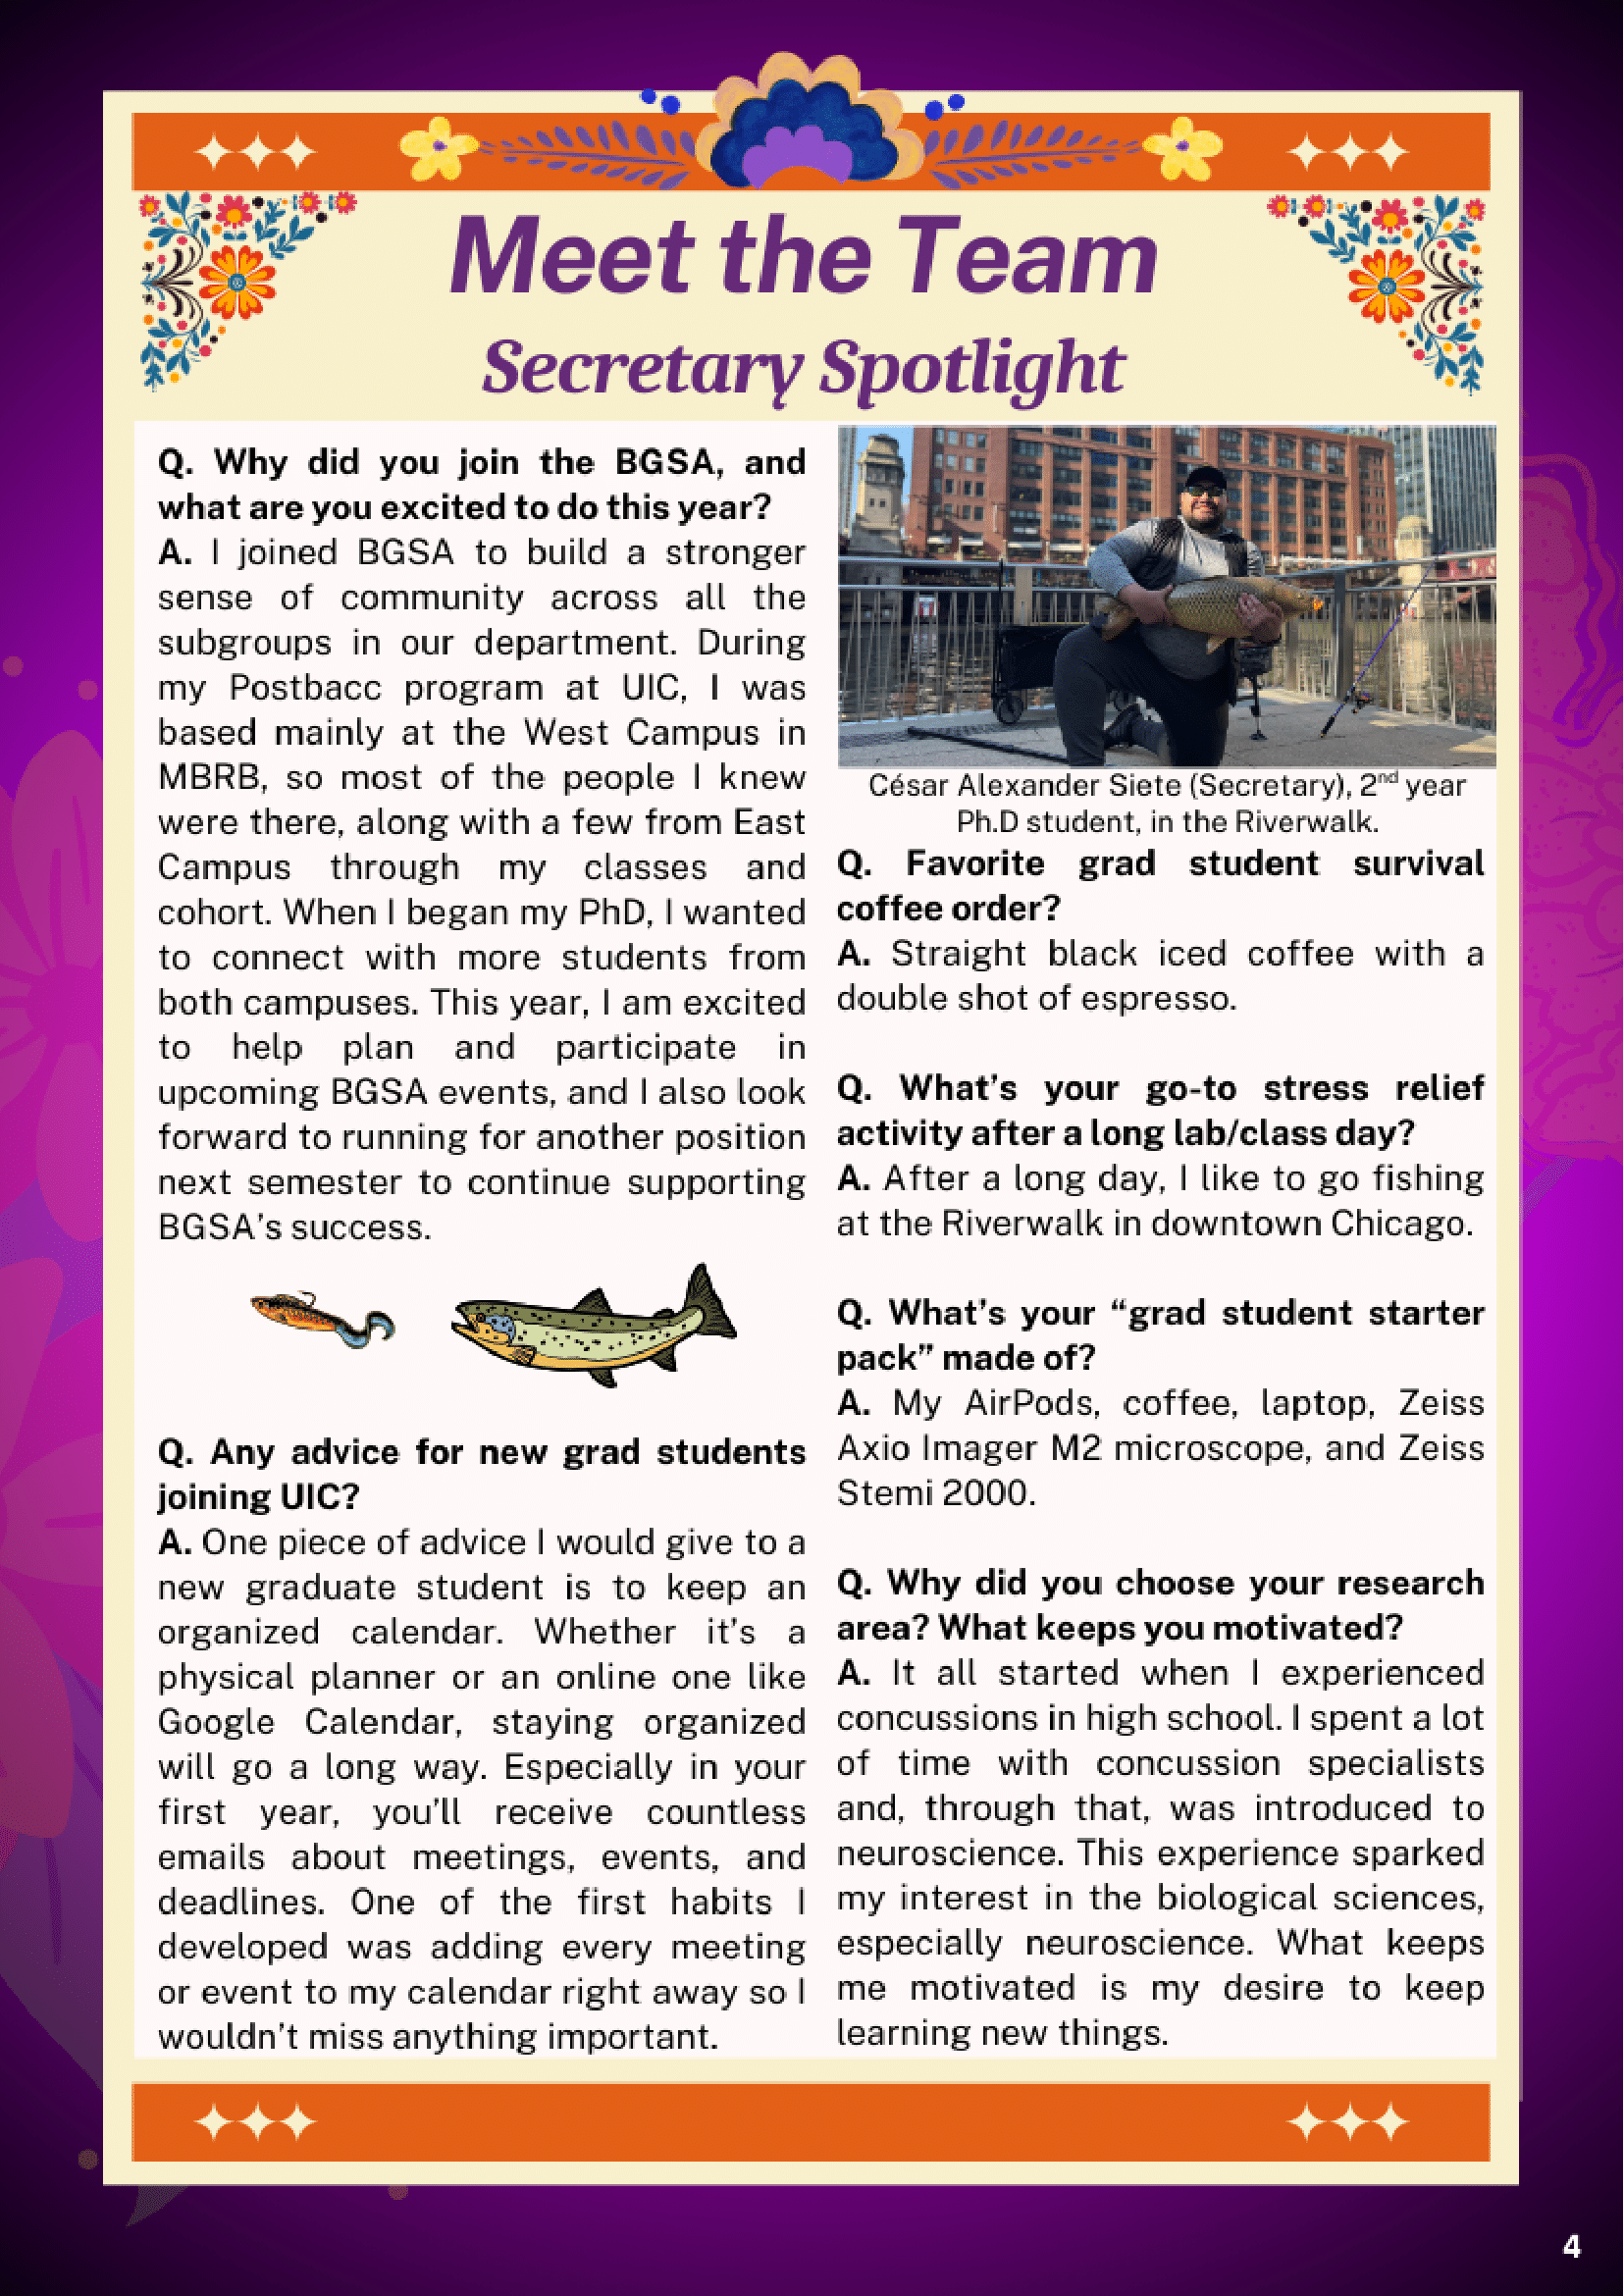 Meet the Team
Secretary Spotlight
Q. Why did you join the BGSA, and
what are you excited to do this year?
A. I joined BGSA to build a stronger
sense of community across all the
subgroups in our department. During
my Postbacc program at UIC, I was
based mainly at the West Campus in
MBRB, so most of the people I knew
were there, along with a few from East
Campus through my classes and
cohort. When I began my PhD, I wanted
to connect with more students from
both campuses. This year, I am excited
to help plan and participate in
upcoming BGSA events, and I also look
forward to running for another position
next semester to continue supporting
BGSA's success.
Q. Any advice for new grad students
joining UIC?
A. One piece of advice I would give to a
new graduate student is to keep an
organized calendar. Whether it's a
physical planner or an online one like
Google Calendar, staying organized
will go a long way. Especially in your
first year, you'll receive countless
emails about meetings, events, and
deadlines. One of the first habits I
developed was adding every meeting
or event to my calendar right away so I
wouldn't miss anything important.
César Alexander Siete (Secretary), 2nd year
Ph.D student, in the Riverwalk.
Q. Favorite grad student survival
coffee order?
A. Straight black iced coffee with a
double shot of espresso.
Q. What's your go-to stress relief
activity after a long lab/class day?
A. After a long day, I like to go fishing
at the Riverwalk in downtown Chicago.
Q. What's your “grad student starter
pack” made of?
A. My AirPods, coffee, laptop, Zeiss
Axio Imager M2 microscope, and Zeiss
Stemi 2000.
Q. Why did you choose your research
area? What keeps you motivated?
A. It all started when I experienced
concussions in high school. I spent a lot
of time with concussion specialists
and, through that, was introduced to
neuroscience. This experience sparked
my interest in the biological sciences,
especially neuroscience. What keeps
me motivated is my desire to keep
learning new things.
4